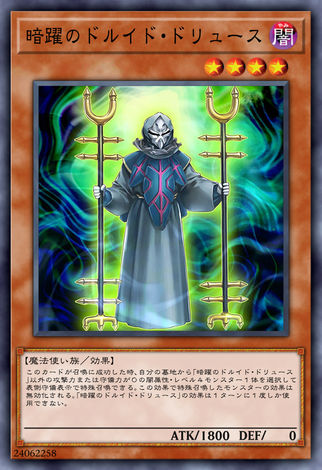 暗躍のドルイド・ドリュース
やみ
闇
【魔法使い族／効果】
このカードが召喚に成功した時、自分の墓地から「暗躍のドルイド・ドリュース
」以外の攻撃力または守備力が０の闇属性・レベル４モンスター１体を選択して
表側守備表示で特殊召喚できる。この効果で特殊召喚したモンスターの効果は
無効化される。「暗躍のドルイド・ドリュース」の効果は１ターンに１度しか使
用できない。
ATK/1800 DEF/ 0
24062258